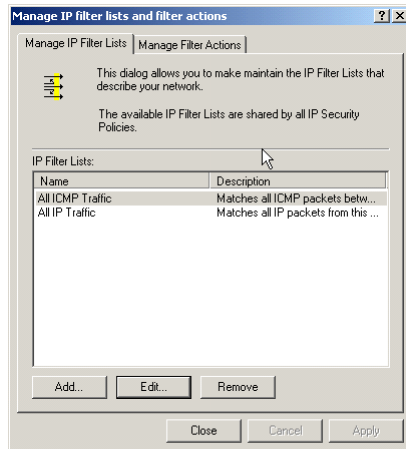 Manage IP filter lists and filter actions
Manage IP Filter Lists
Manage Filter Actions
This dialog allows you to make maintain the IP Filter Lists that
describe your network.
The available IP Filter Lists are shared by all IP Security
Policies.
IP Filter Lists:
Name Description
All ICMP Traffic Matches all ICMP packets betw...
All IP Traffic Matches all IP packets from this ...
Add... Edit... Remove
Close Cancel Apply